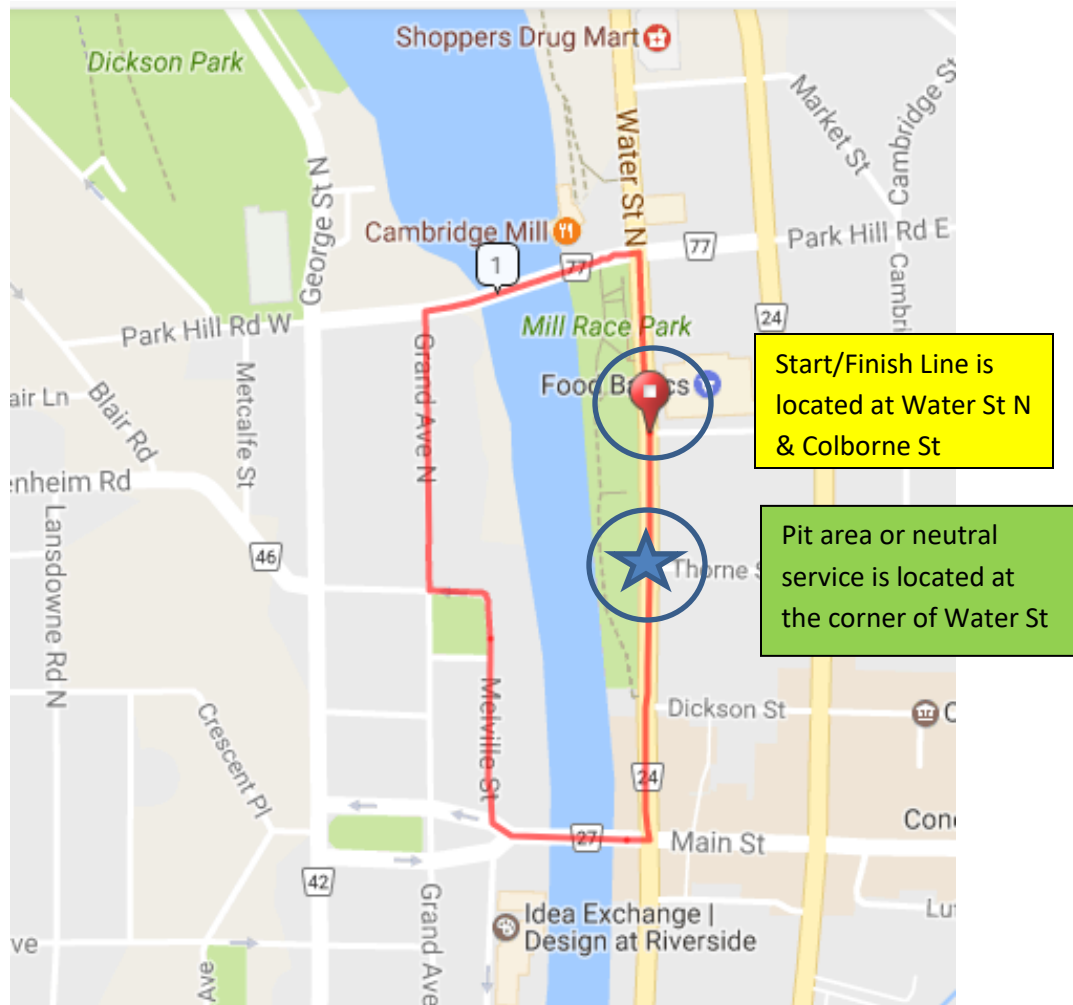 Shoppers Drug Mart
Dickson Park
Market St
Cambridge St
Water St N
George St N
Cambridge Mill
77
Park Hill Rd E
1
77
Park Hill Rd W
Mill Race Park
24
Grand Ave N
Metcalfe St
Blair Rd
Food Basics
Start/Finish Line is
located at Water St N
& Colborne St
Lansdowne Rd N
46
Thorne
Pit area or neutral
service is located at
the corner of Water St
Crescent Pl
Melville St
Dickson St
24
27
Main St
42
Grand Ave
Idea Exchange |
Design at Riverside
Ave